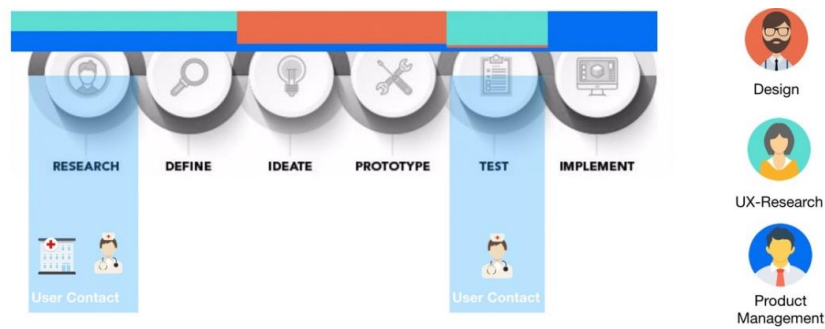 RESEARCH
DEFINE
IDEATE
PROTOTYPE
TEST
IMPLEMENT
User Contact
User Contact
Design
UX-Research
Product
Management